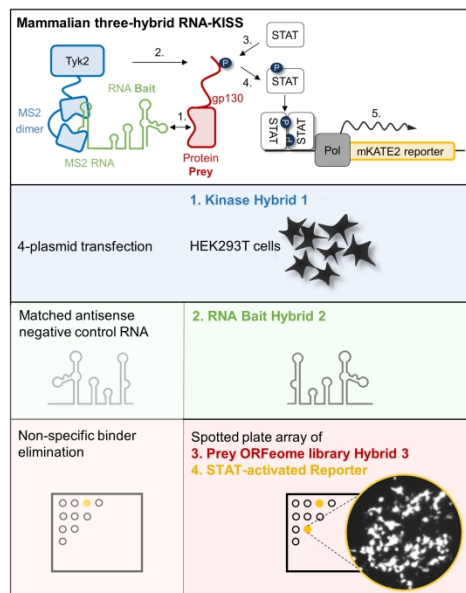 Mammalian three-hybrid RNA-KISS
Tyk2
2.
3.
STAT
RNA Bait
P
4.
P
STAT
gp130
MS2
dimer
1.
5.
STAT
P
P
STAT
MS2 RNA
Protein
Prey
Pol
mKATE2 reporter
1. Kinase Hybrid 1
4-plasmid transfection
HEK293T cells
Matched antisense
negative control RNA
2. RNA Bait Hybrid 2
Non-specific binder
elimination
Spotted plate array of
3. Prey ORFeome library Hybrid 3
4. STAT-activated Reporter